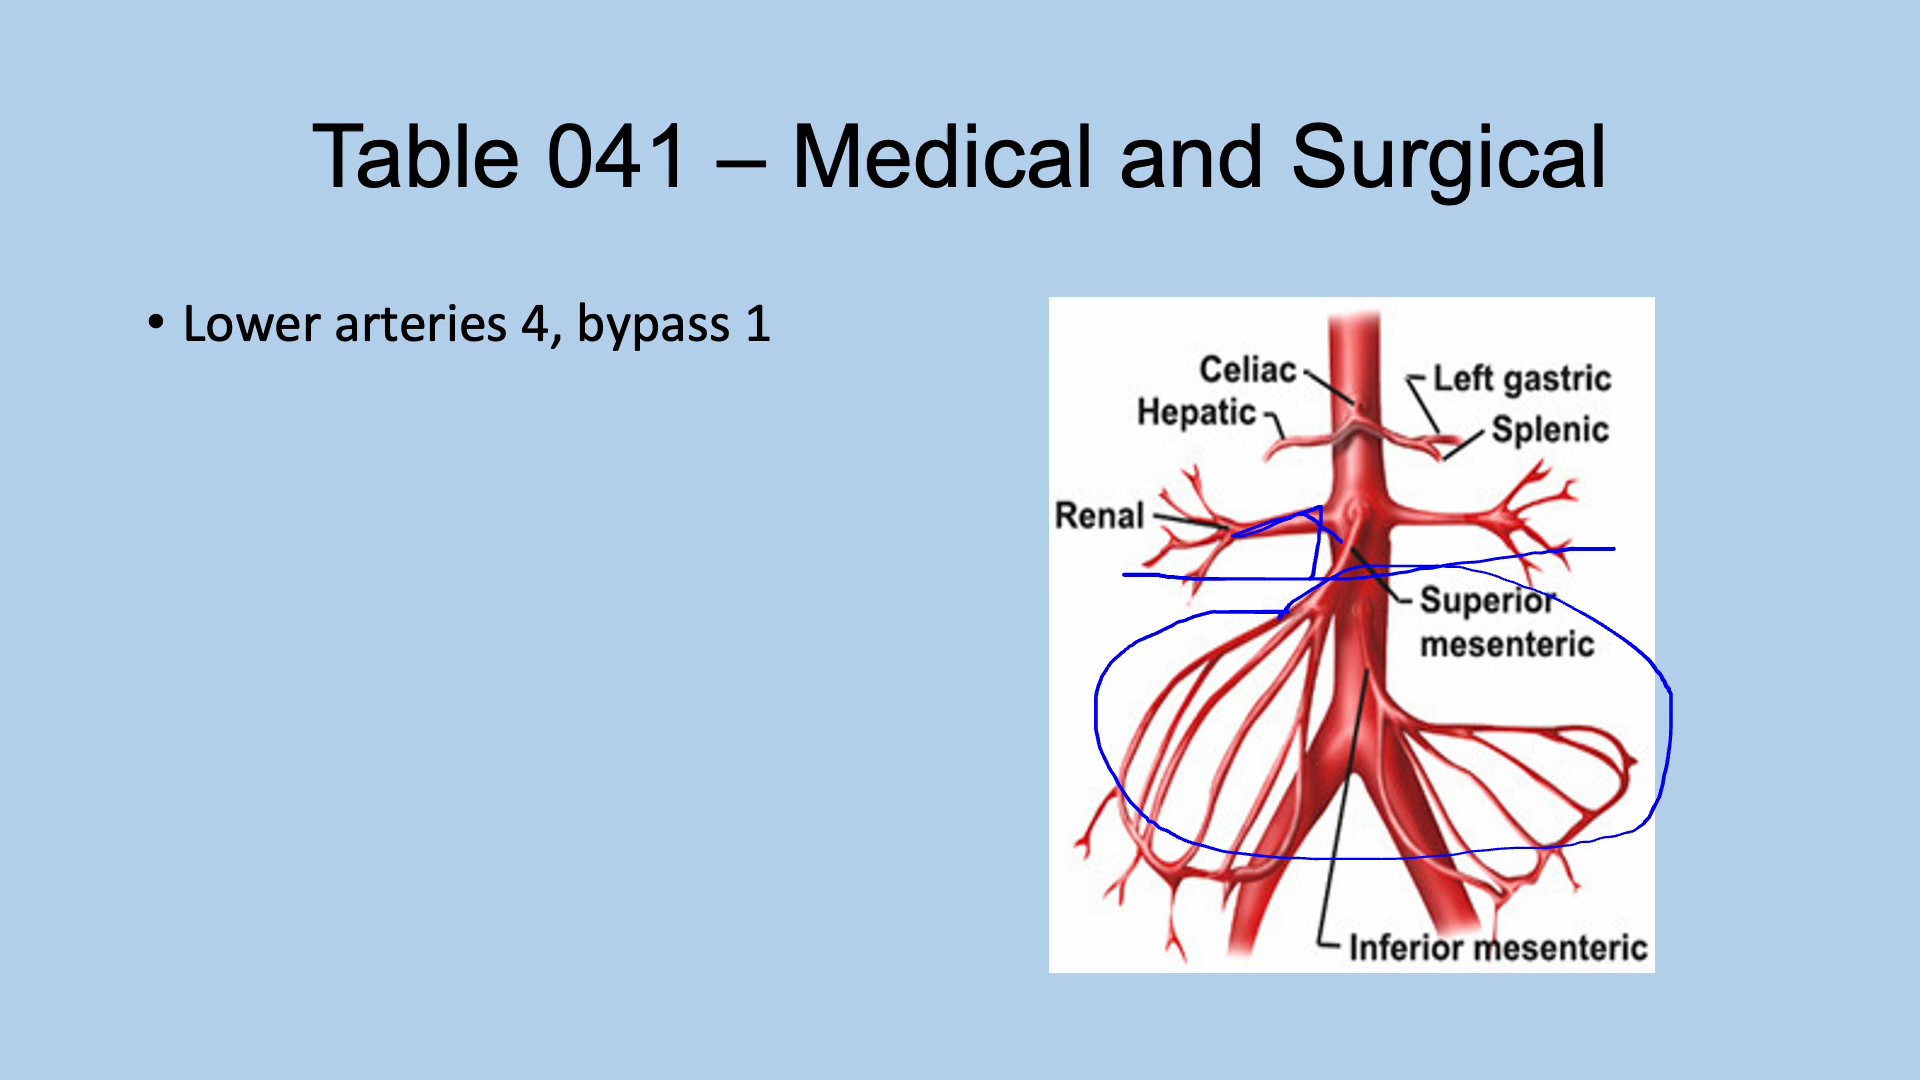 Table 041 – Medical and Surgical
• Lower arteries 4, bypass 1
Celiac
Left gastric
Hepatic
Splenic
Renal
Superior
mesenteric
Inferior mesenteric